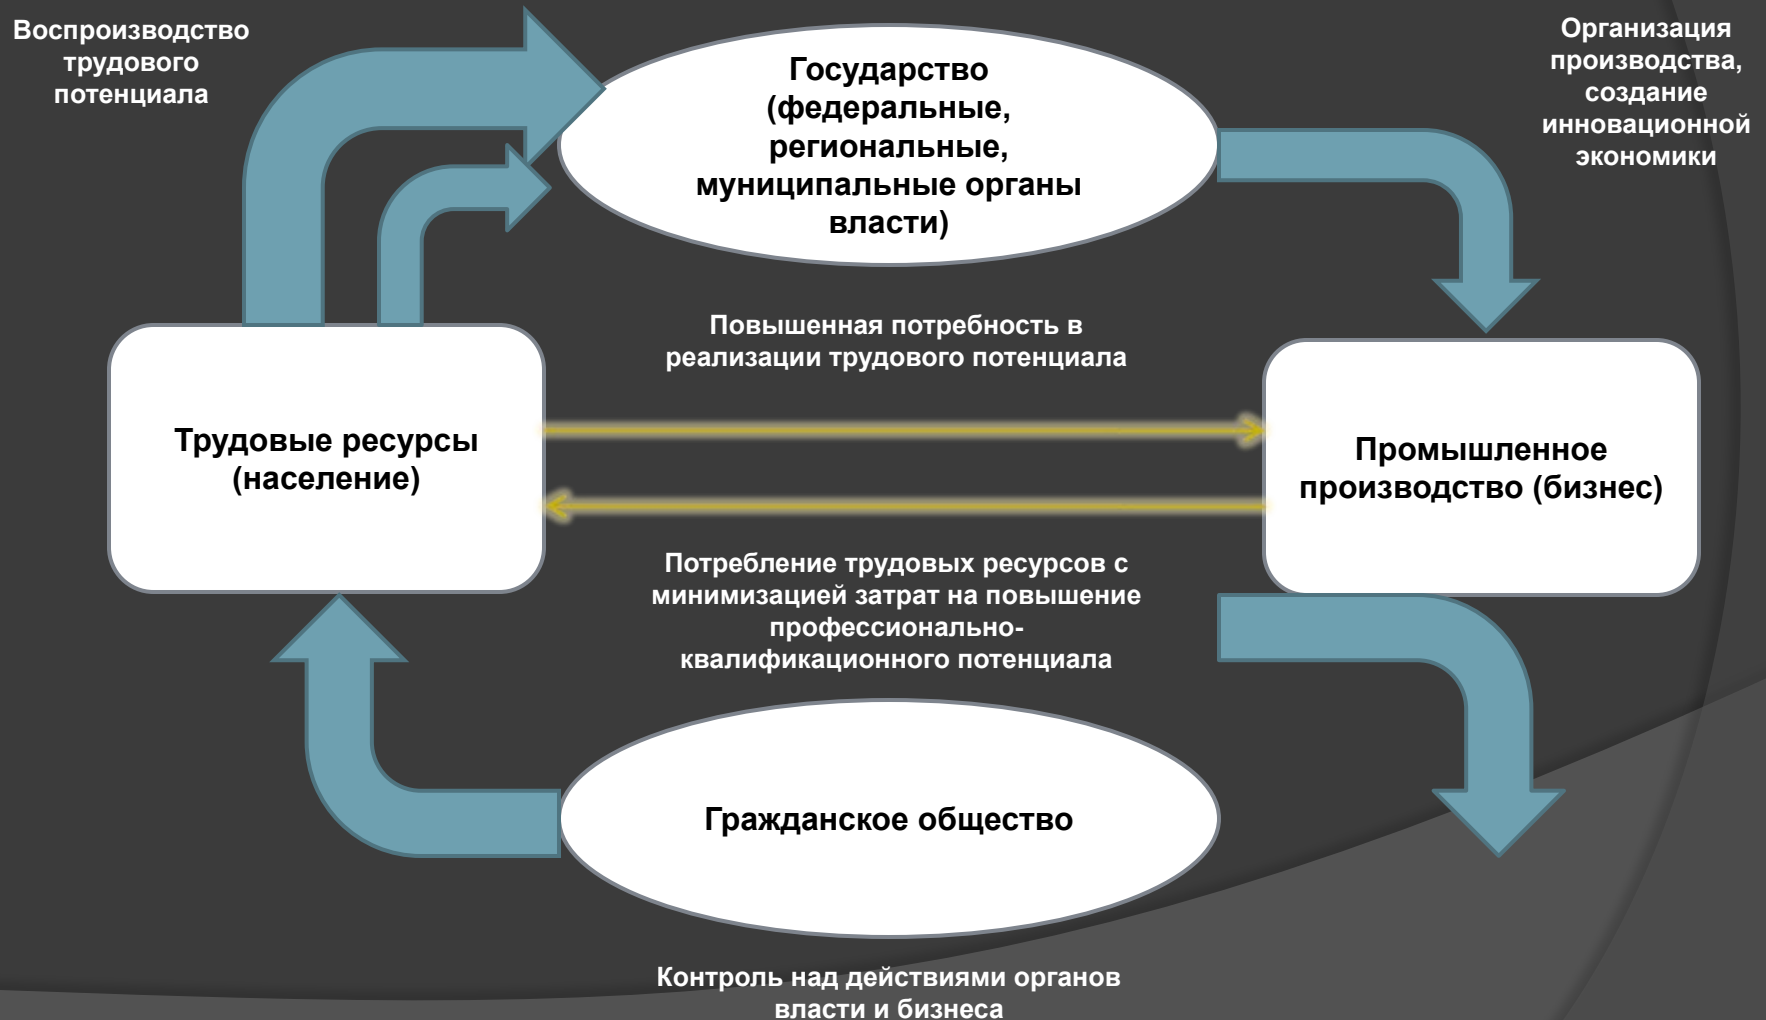 Воспроизводство
трудового
потенциала
Государство
(федеральные,
региональные,
муниципальные органы
власти)
Организация
производства,
создание
инновационной
экономики
Повышенная потребность в
реализации трудового потенциала
Трудовые ресурсы
(население)
Промышленное
производство (бизнес)
Потребление трудовых ресурсов с
минимизацией затрат на повышение
профессионально-
квалификационного потенциала
Гражданское общество
Контроль над действиями органов
власти и бизнеса